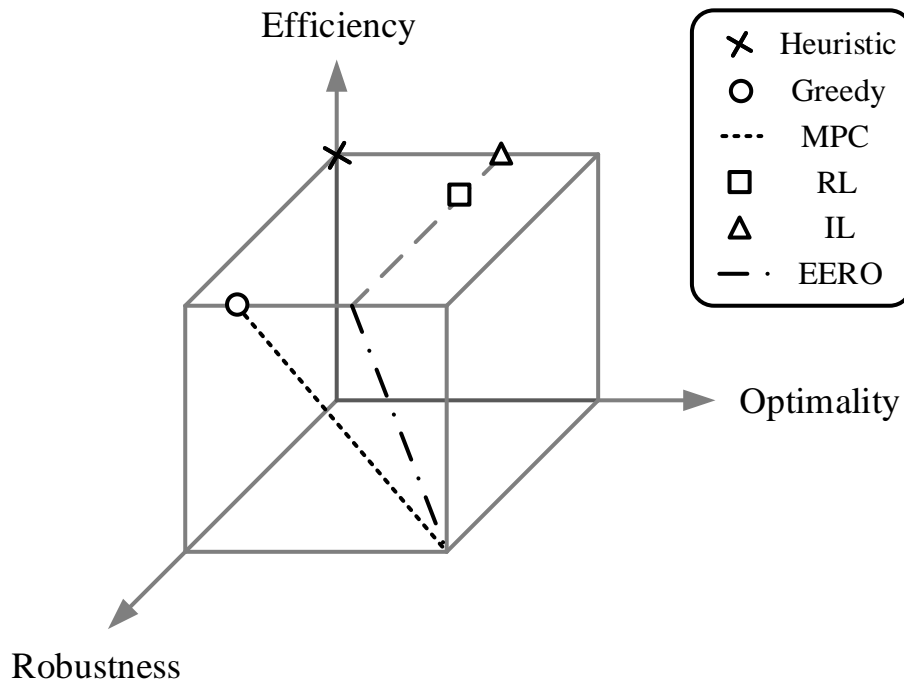 Efficiency
Heuristic
Greedy
MPC
RL
IL
EERO
Optimality
Robustness